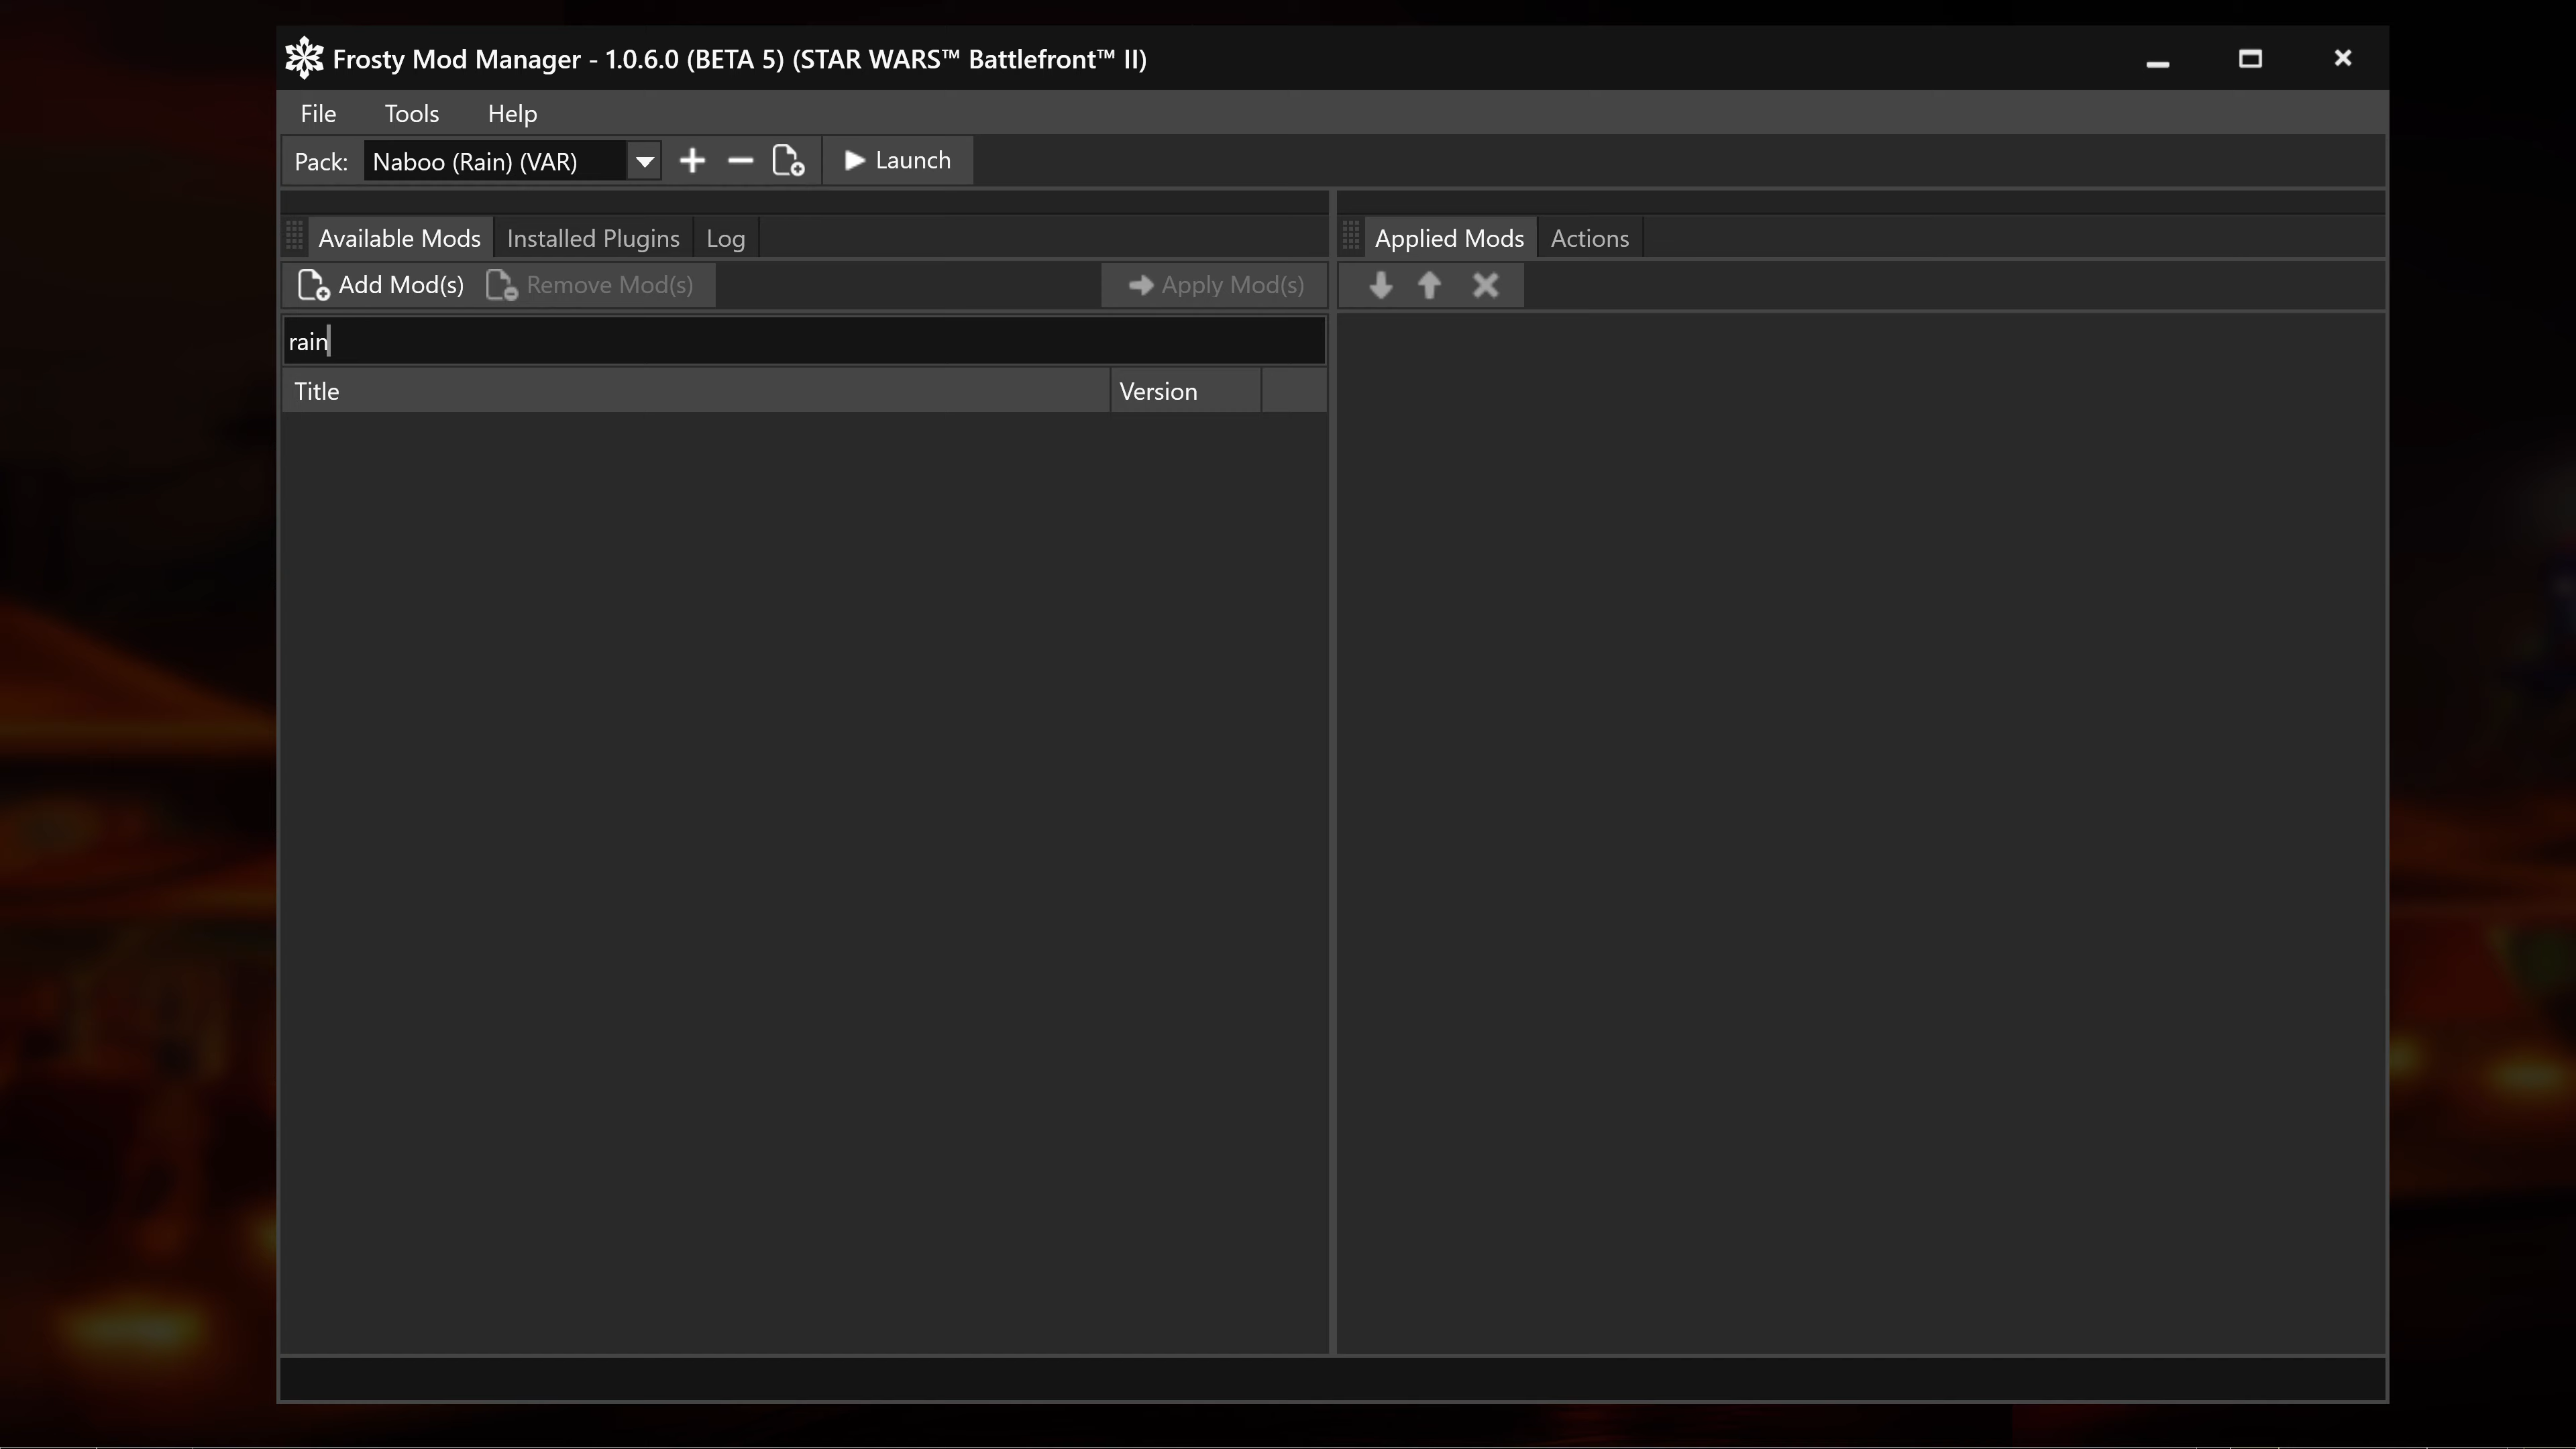 Frosty Mod Manager - 1.0.6.0 (BETA 5) (STAR WARS™ Battlefront™ II)
File Tools Help
Pack: Naboo (Rain) (VAR) Launch
Available Mods Installed Plugins Log Applied Mods Actions
Add Mod(s) Remove Mod(s) Apply Mod(s)
rain
Title Version